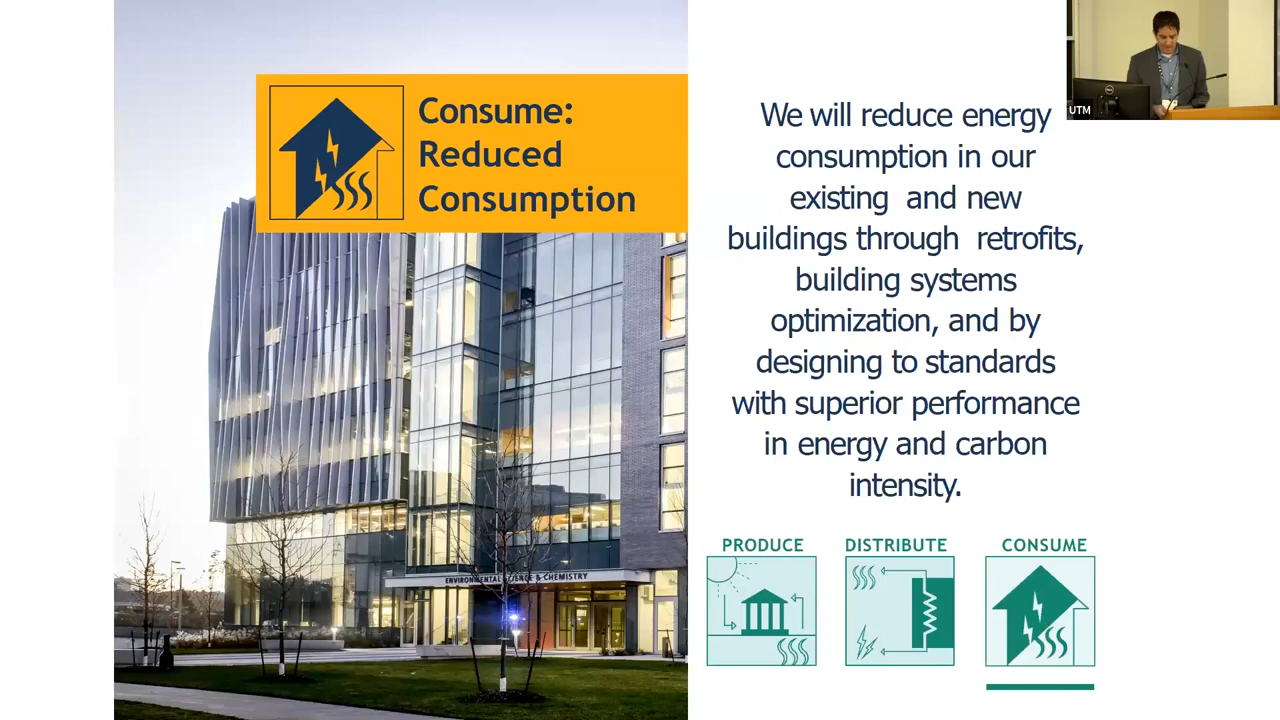 Consume:
Reduced
Consumption
We will reduce energy
consumption in our
existing and new
buildings through retrofits,
building systems
optimization, and by
designing to standards
with superior performance
in energy and carbon
intensity.
UTM
ENVIRONMENTAL SCIENCE & CHEMISTRY
PRODUCE
DISTRIBUTE
CONSUME